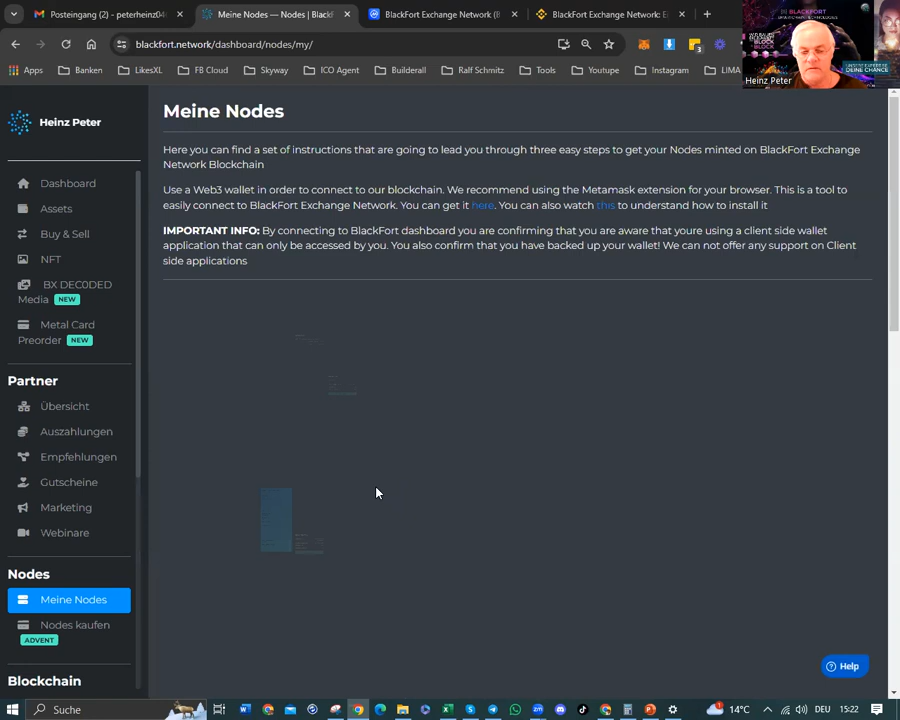 Posteingang (2) - peterheinz04
Meine Nodes — Nodes | BlackF
BlackFort Exchange Network (B
BlackFort Exchange Network: E
blackfort.network/dashboard/nodes/my/
Apps
Banken
LikesXL
FB Cloud
Skyway
ICO Agent
Builderall
Ralf Schmitz
Tools
Youtupe
Instagram
LIMA
BLACKFORT
BLOCK
BLOCK
DEINE CHANCE
Heinz Peter
Heinz Peter
Dashboard
Assets
Buy & Sell
NFT
BX DEC0DED
Media NEW
Metal Card
Preorder NEW
Partner
Übersicht
Auszahlungen
Empfehlungen
Gutscheine
Marketing
Webinare
Nodes
Meine Nodes
Nodes kaufen
ADVENT
Blockchain
Meine Nodes
Here you can find a set of instructions that are going to lead you through three easy steps to get your Nodes minted on BlackFort Exchange
Network Blockchain
Use a Web3 wallet in order to connect to our blockchain. We recommend using the Metamask extension for your browser. This is a tool to
easily connect to BlackFort Exchange Network. You can get it here. You can also watch this to understand how to install it
IMPORTANT INFO: By connecting to BlackFort dashboard you are confirming that you are aware that youre using a client side wallet
application that can only be accessed by you. You also confirm that you have backed up your wallet! We can not offer any support on Client
side applications
Help
Suche
14°C
DEU
15:22